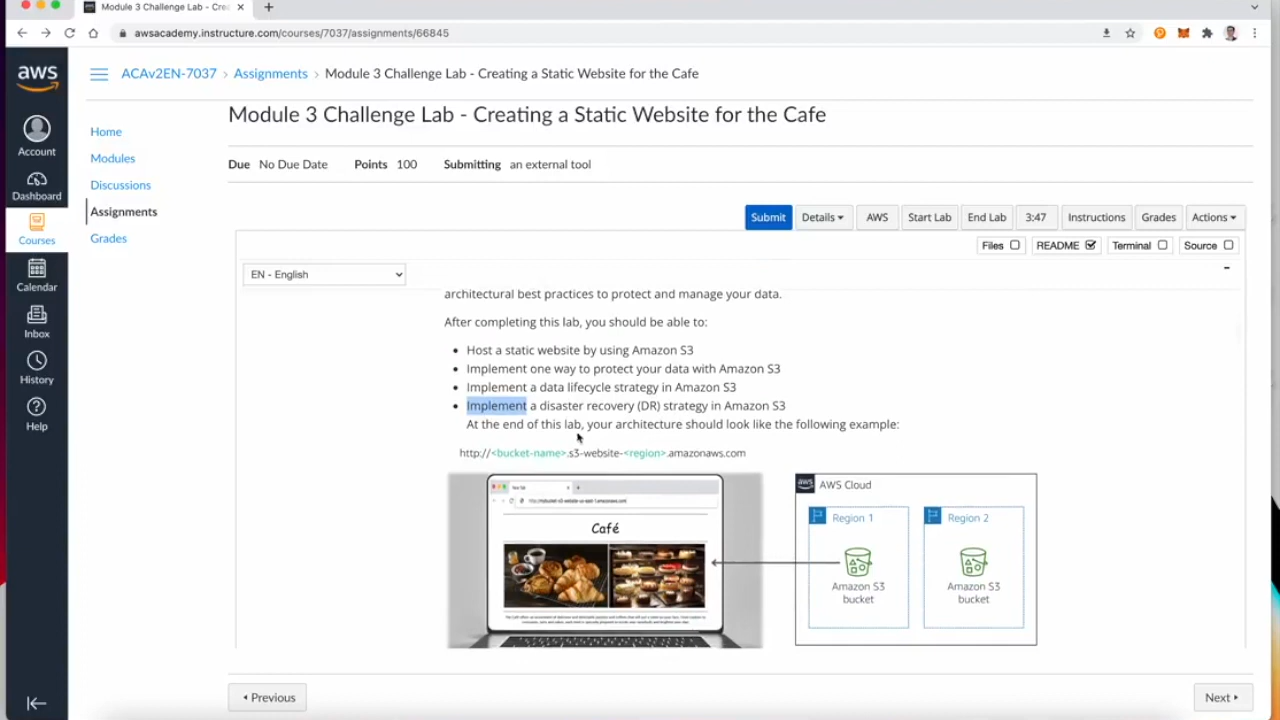 Module 3 Challenge Lab - Crea
awsacademy.instructure.com/courses/7037/assignments/66845
aws
ACAv2EN-7037 › Assignments › Module 3 Challenge Lab - Creating a Static Website for the Cafe
Account
Dashboard
Courses
Calendar
Inbox
History
Help
Home
Modules
Discussions
Assignments
Grades
Module 3 Challenge Lab - Creating a Static Website for the Cafe
Due No Due Date Points 100 Submitting an external tool
Submit Details AWS Start Lab End Lab 3:47 Instructions Grades Actions
Files README Terminal Source
EN - English
architectural best practices to protect and manage your data.
After completing this lab, you should be able to:
• Host a static website by using Amazon S3
• Implement one way to protect your data with Amazon S3
• Implement a data lifecycle strategy in Amazon S3
• Implement a disaster recovery (DR) strategy in Amazon S3
At the end of this lab, your architecture should look like the following example:
http://<bucket-name>.s3-website-<region>.amazonaws.com
Café
aws AWS Cloud
Region 1
Amazon S3
bucket
Region 2
Amazon S3
bucket
Previous
Next